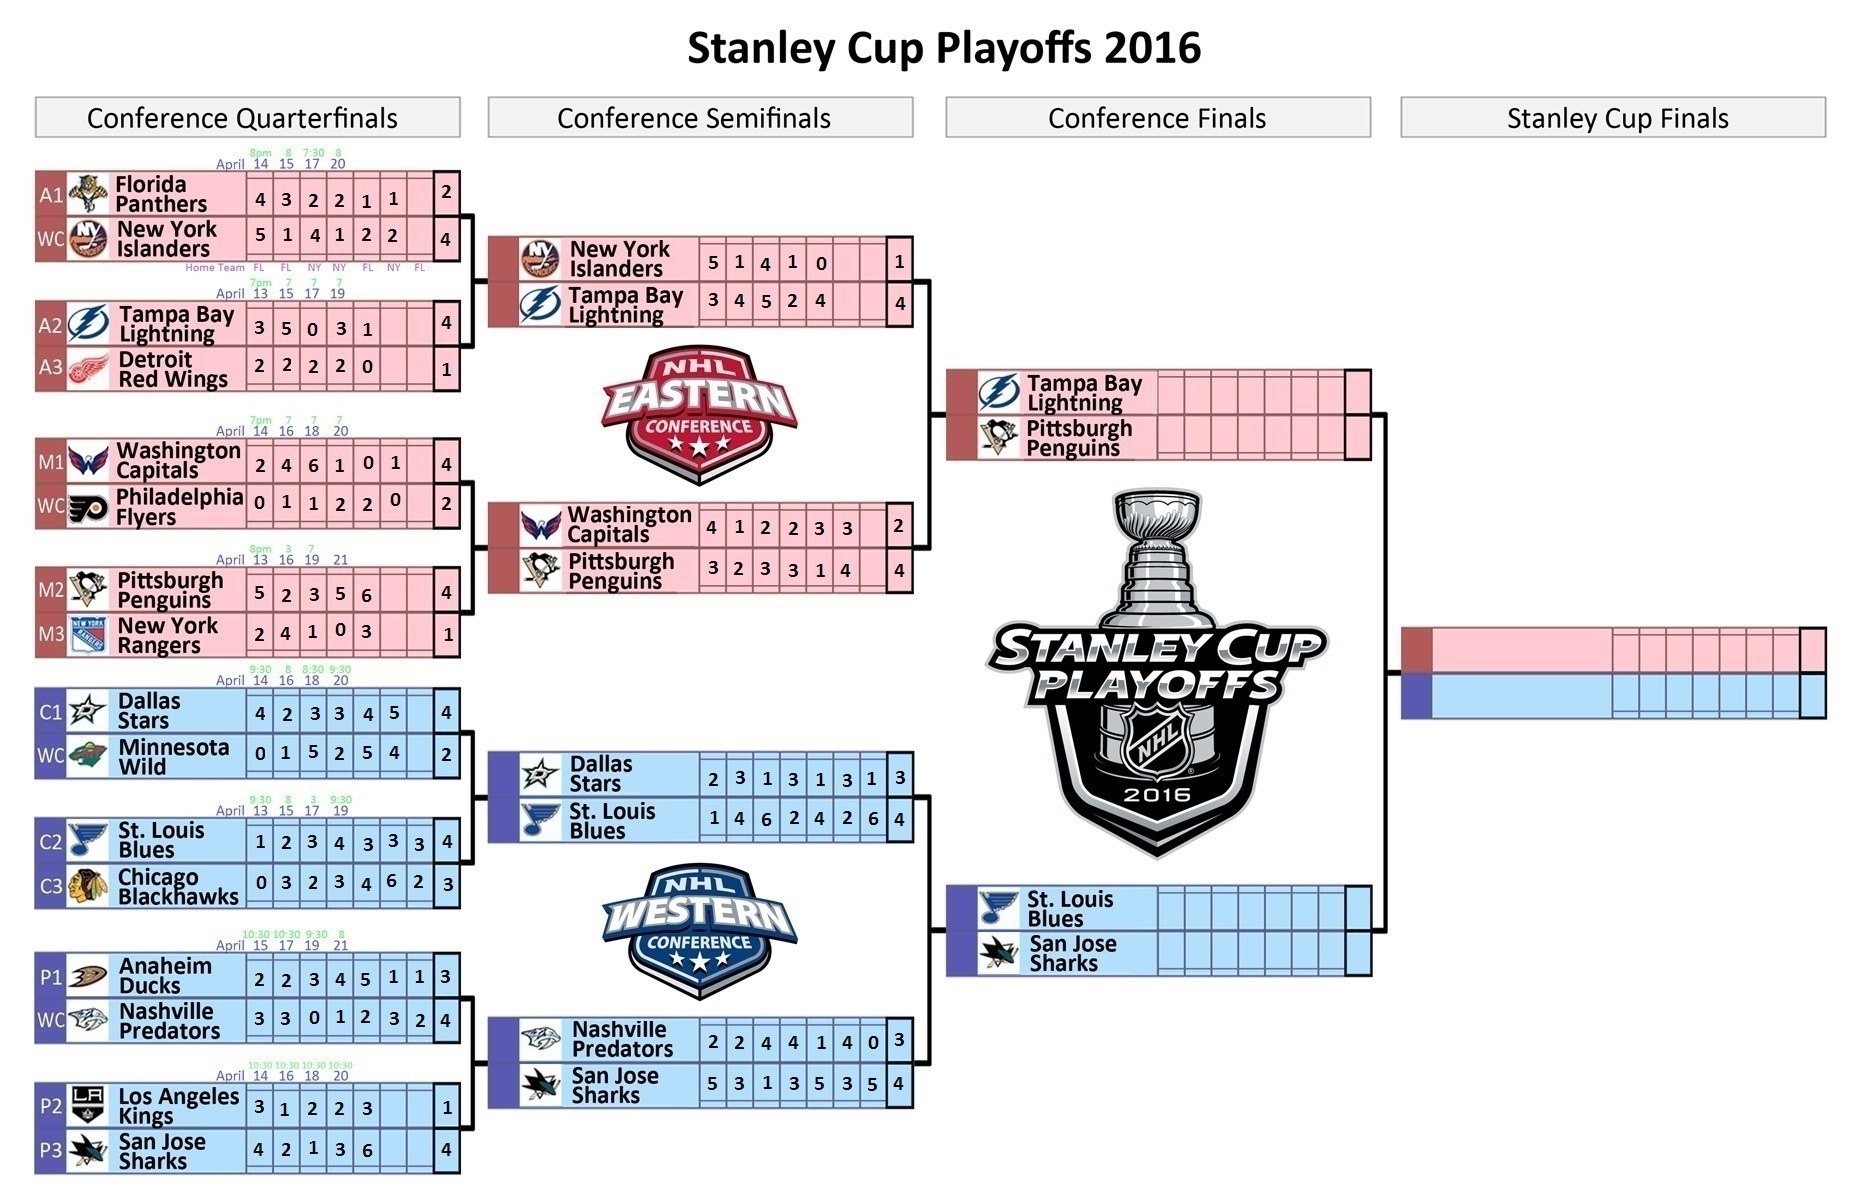 Stanley Cup Playoffs 2016
Conference Quarterfinals
Conference Semifinals
Conference Finals
Stanley Cup Finals
8pm 8 7:30 8
April 14 15 17 20
A1 Florida Panthers 4 3 2 2 1 1 2
WC New York Islanders 5 1 4 1 2 2 4
Home Team FL FL NY NY FL NY FL
7pm 7 7 7
April 13 15 17 19
A2 Tampa Bay Lightning 3 5 0 3 1 4
A3 Detroit Red Wings 2 2 2 2 0 1
7pm 7 7 7
April 14 16 18 20
M1 Washington Capitals 2 4 6 1 0 1 4
WC Philadelphia Flyers 0 1 1 2 2 0 2
8pm 3 7
April 13 16 19 21
M2 Pittsburgh Penguins 5 2 3 5 6 4
M3 New York Rangers 2 4 1 0 3 1
9:30 8 8:30 9:30
April 14 16 18 20
C1 Dallas Stars 4 2 3 3 4 5 4
WC Minnesota Wild 0 1 5 2 5 4 2
9:30 8 3 9:30
April 13 15 17 19
C2 St. Louis Blues 1 2 3 4 3 3 3 4
C3 Chicago Blackhawks 0 3 2 3 4 6 2 3
10:30 10:30 9:30 8
April 15 17 19 21
P1 Anaheim Ducks 2 2 3 4 5 1 1 3
WC Nashville Predators 3 3 0 1 2 3 2 4
10:30 10:30 10:30 10:30
April 14 16 18 20
P2 Los Angeles Kings 3 1 2 2 3 1
P3 San Jose Sharks 4 2 1 3 6 4
New York Islanders 5 1 4 1 0 1
Tampa Bay Lightning 3 4 5 2 4 4
NHL
EASTERN
CONFERENCE
Washington Capitals 4 1 2 2 3 3 2
Pittsburgh Penguins 3 2 3 3 1 4 4
Dallas Stars 2 3 1 3 1 3 1 3
St. Louis Blues 1 4 6 2 4 2 6 4
NHL
WESTERN
CONFERENCE
Nashville Predators 2 2 4 4 1 4 0 3
San Jose Sharks 5 3 1 3 5 3 5 4
Tampa Bay Lightning
Pittsburgh Penguins
STANLEY CUP
PLAYOFFS
NHL
2016
St. Louis Blues
San Jose Sharks